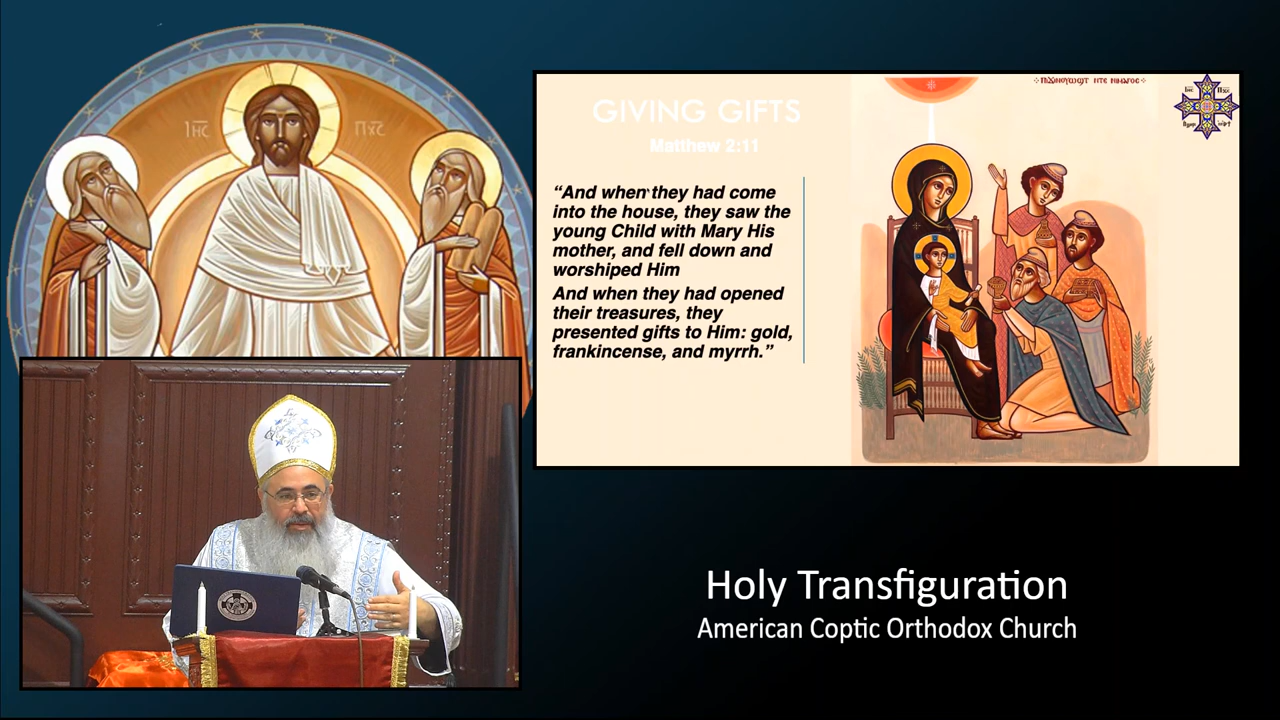 ΙΗC ΠΧC
GIVING GIFTS
Matthew 2:11
“And when they had come
into the house, they saw the
young Child with Mary His
mother, and fell down and
worshiped Him
And when they had opened
their treasures, they
presented gifts to Him: gold,
frankincense, and myrrh.”
Holy Transfiguration
American Coptic Orthodox Church